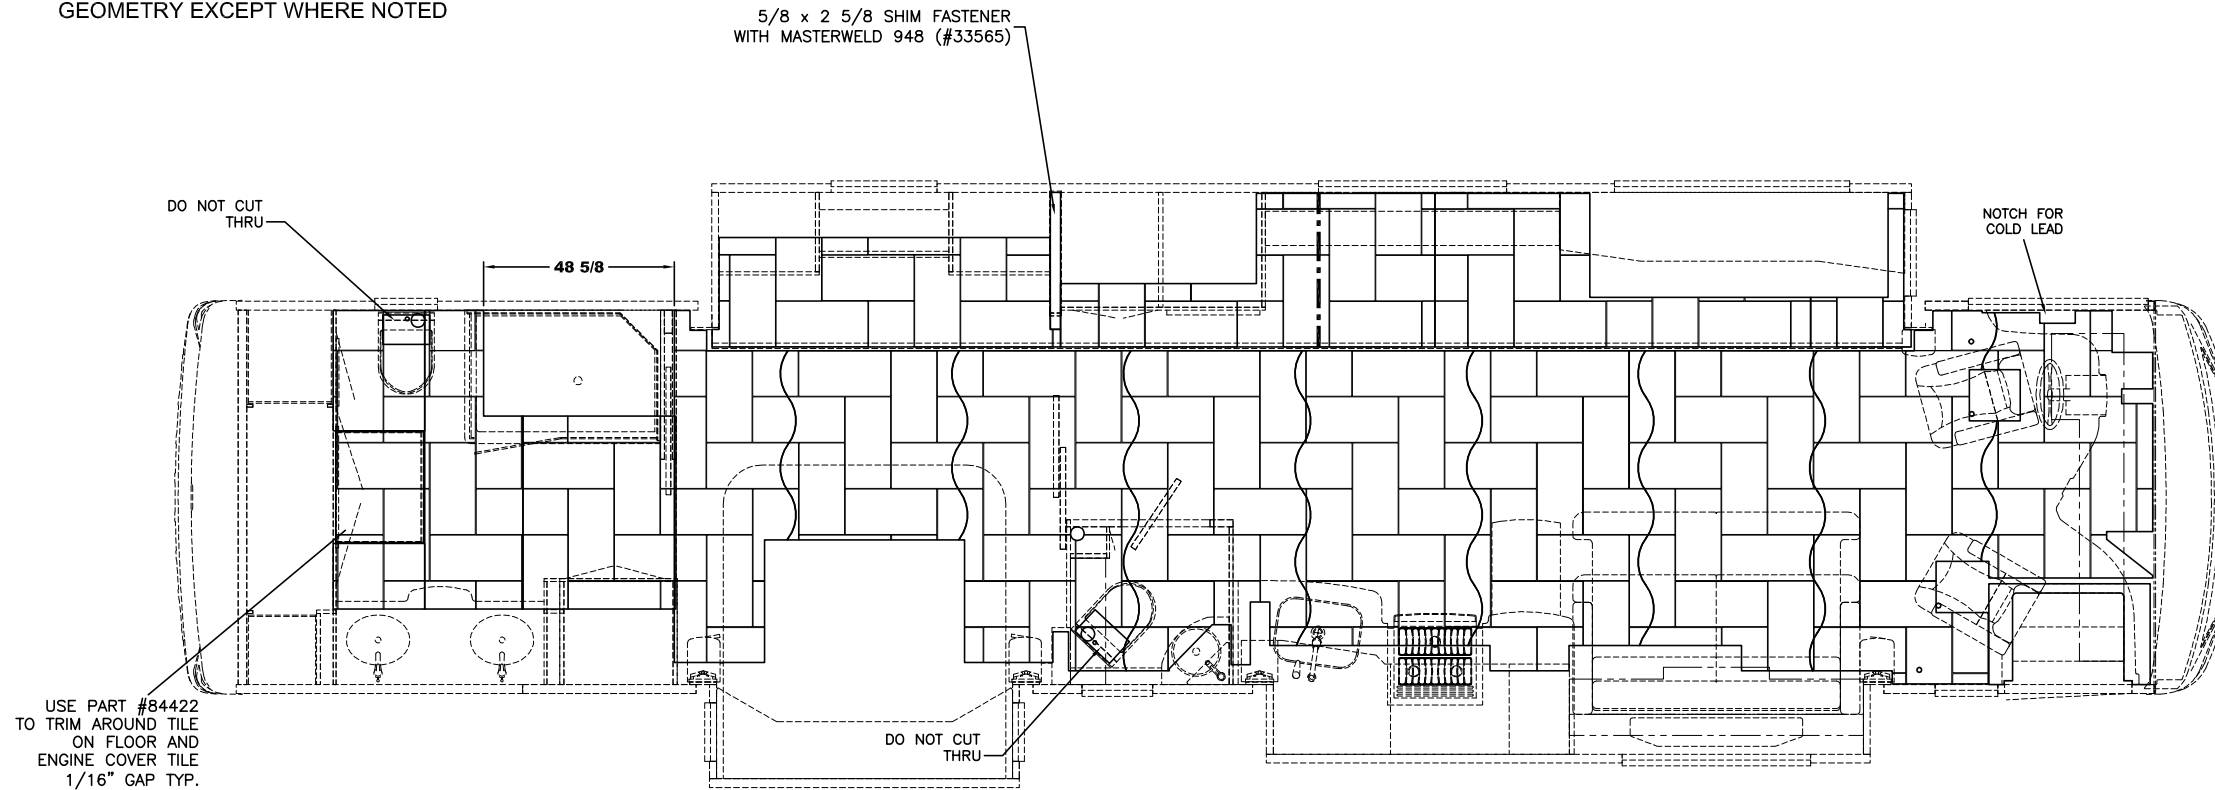 GEOMETRY EXCEPT WHERE NOTED
5/8 x 2 5/8 SHIM FASTENER
WITH MASTERWELD 948 (#33565)
DO NOT CUT
THRU
48 5/8
NOTCH FOR
COLD LEAD
USE PART #84422
TO TRIM AROUND TILE
ON FLOOR AND
ENGINE COVER TILE
1/16" GAP TYP.
DO NOT CUT
THRU